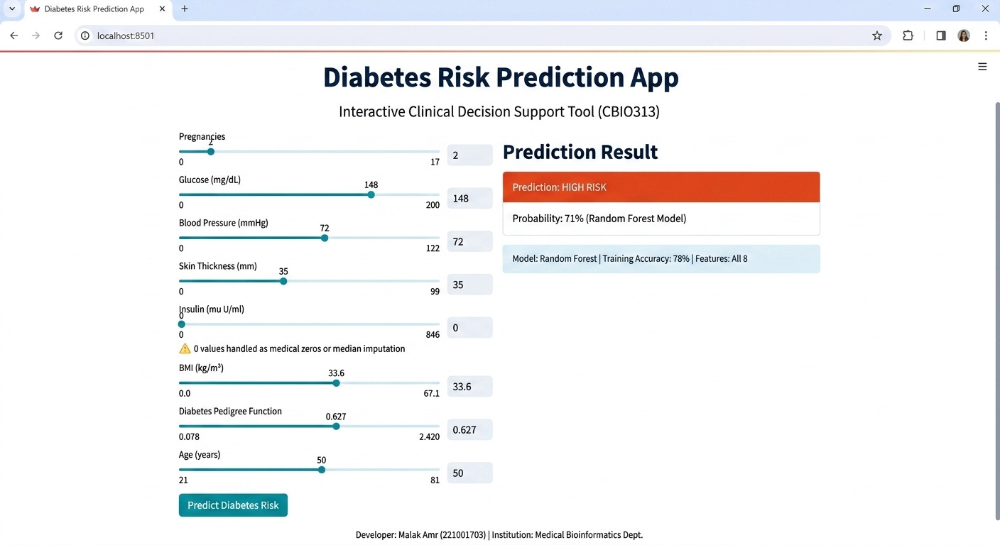 Diabetes Risk Prediction App
localhost:8501
Diabetes Risk Prediction App
Interactive Clinical Decision Support Tool (CBIO313)
Pregnancies
2
0 17
2
Glucose (mg/dL)
148
0 200
148
Blood Pressure (mmHg)
72
0 122
72
Skin Thickness (mm)
35
0 99
35
Insulin (mu U/ml)
0
0 846
0
⚠ 0 values handled as medical zeros or median imputation
BMI (kg/m³)
33.6
0.0 67.1
33.6
Diabetes Pedigree Function
0.627
0.078 2.420
0.627
Age (years)
50
21 81
50
Predict Diabetes Risk
Prediction Result
Prediction: HIGH RISK
Probability: 71% (Random Forest Model)
Model: Random Forest | Training Accuracy: 78% | Features: All 8
Developer: Malak Amr (221001703) | Institution: Medical Bioinformatics Dept.